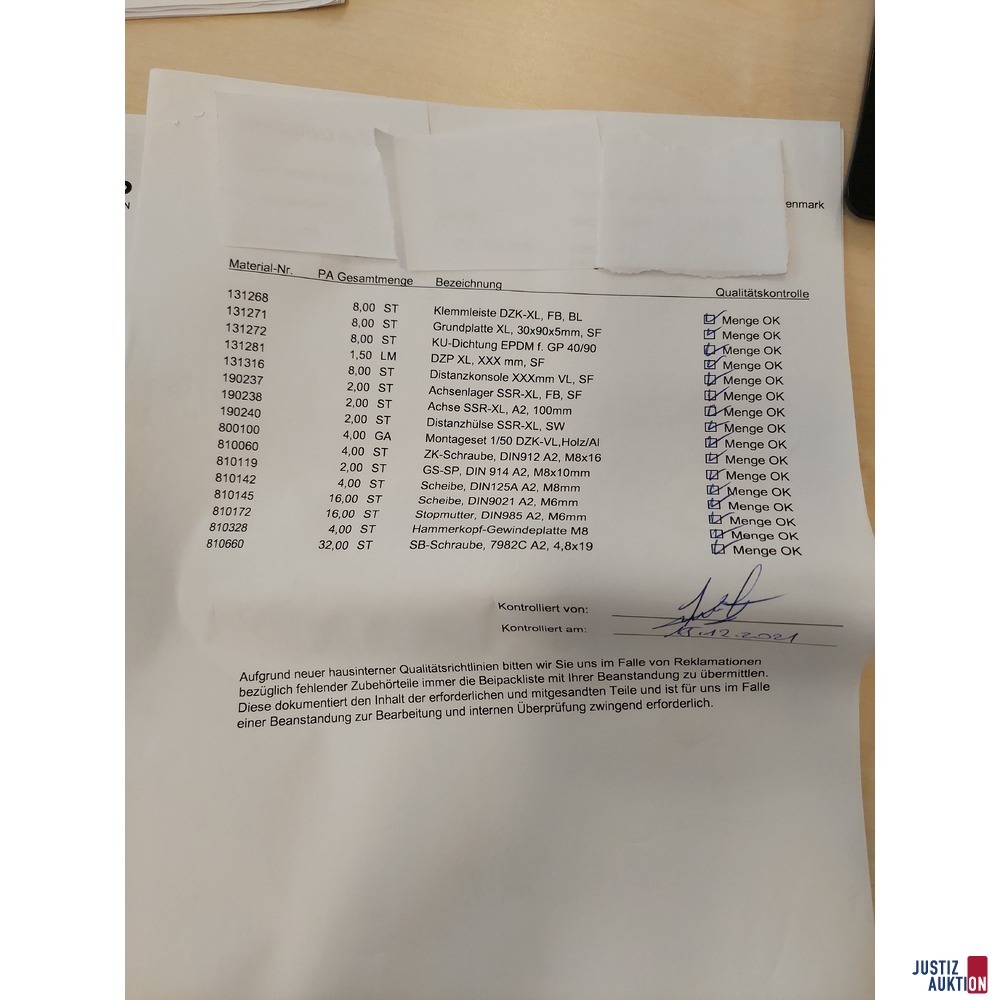 enmark
Material-Nr. PA Gesamtmenge Bezeichnung Qualitätskontrolle
131268 8,00 ST Klemmleiste DZK-XL, FB, BL Menge OK
131271 8,00 ST Grundplatte XL, 30x90x5mm, SF Menge OK
131272 8,00 ST KU-Dichtung EPDM f. GP 40/90 Menge OK
131281 1,50 LM DZP XL, XXX mm, SF Menge OK
131316 8,00 ST Distanzkonsole XXXmm VL, SF Menge OK
190237 2,00 ST Achsenlager SSR-XL, FB, SF Menge OK
190238 2,00 ST Achse SSR-XL, A2, 100mm Menge OK
190240 2,00 ST Distanzhülse SSR-XL, SW Menge OK
800100 4,00 GA Montageset 1/50 DZK-VL,Holz/Al Menge OK
810060 4,00 ST ZK-Schraube, DIN912 A2, M8x16 Menge OK
810119 2,00 ST GS-SP, DIN 914 A2, M8x10mm Menge OK
810142 4,00 ST Scheibe, DIN125A A2, M8mm Menge OK
810145 16,00 ST Scheibe, DIN9021 A2, M6mm Menge OK
810172 16,00 ST Stopmutter, DIN985 A2, M6mm Menge OK
810328 4,00 ST Hammerkopf-Gewindeplatte M8 Menge OK
810660 32,00 ST SB-Schraube, 7982C A2, 4,8x19 Menge OK
Kontrolliert von:
Kontrolliert am: 12.2021
Aufgrund neuer hausinterner Qualitätsrichtlinien bitten wir Sie uns im Falle von Reklamationen
bezüglich fehlender Zubehörteile immer die Beipackliste mit Ihrer Beanstandung zu übermittlen.
Diese dokumentiert den Inhalt der erforderlichen und mitgesandten Teile und ist für uns im Falle
einer Beanstandung zur Bearbeitung und internen Überprüfung zwingend erforderlich.
JUSTIZ
AUKTION